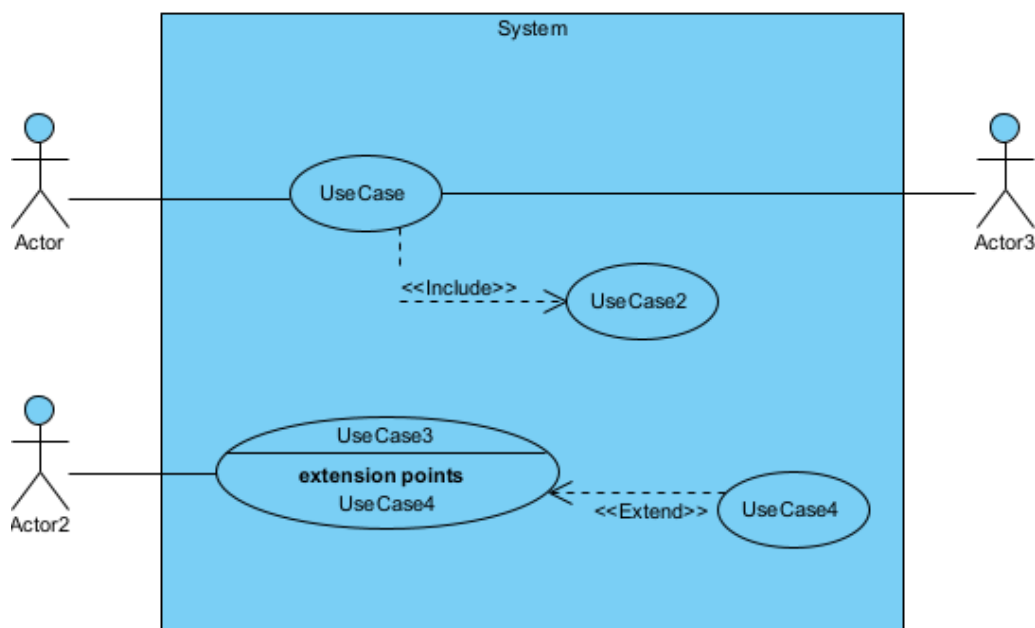 System
UseCase
Actor
Actor3
<<Include>>
UseCase2
UseCase3
extension points
UseCase4
<<Extend>>
UseCase4
Actor2